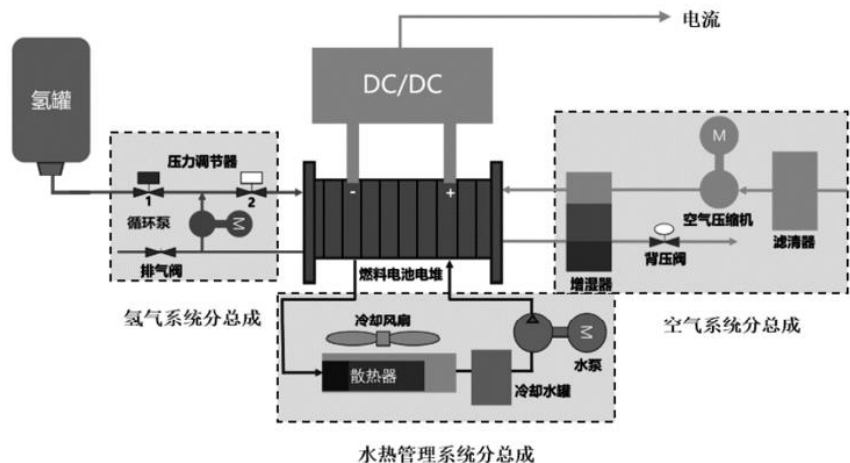 电流
氢罐
DC/DC
M
压力调节器
1
2
循环泵
M
排气阀
-
+
空气压缩机
滤清器
背压阀
增湿器
燃料电池电堆
氢气系统分总成
空气系统分总成
冷却风扇
散热器
冷却水罐
M
水泵
水热管理系统分总成